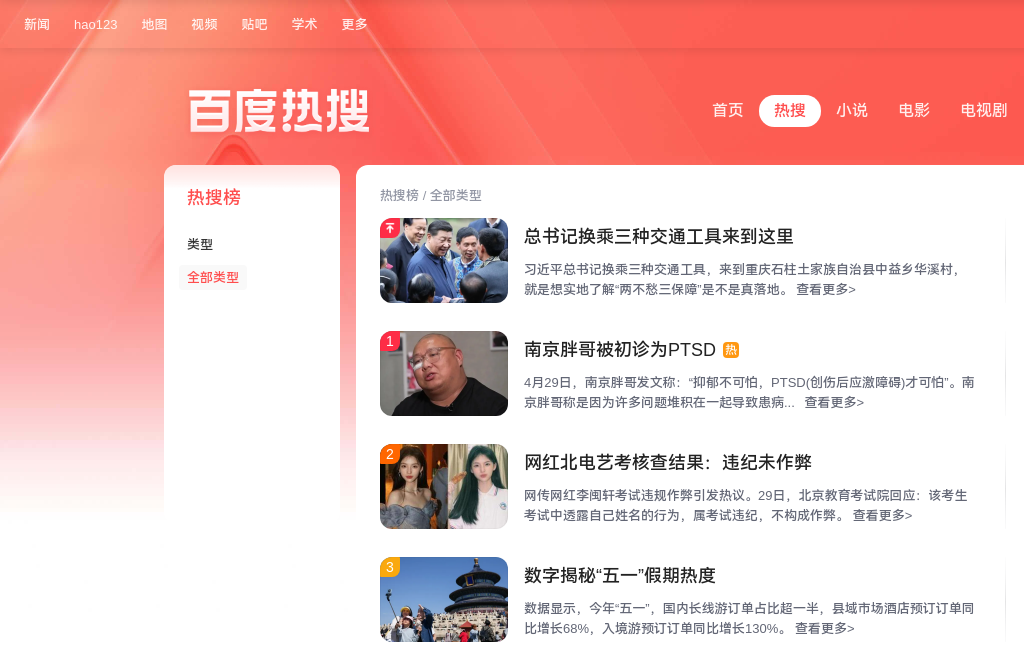 新闻 hao123 地图 视频 贴吧 学术 更多
百度热搜
首页 热搜 小说 电影 电视剧
热搜榜
类型
全部类型
热搜榜 / 全部类型
总书记换乘三种交通工具来到这里
习近平总书记换乘三种交通工具，来到重庆石柱土家族自治县中益乡华溪村，
就是想实地了解“两不愁三保障”是不是真落地。 查看更多>
1
南京胖哥被初诊为PTSD 热
4月29日，南京胖哥发文称：“抑郁不可怕，PTSD(创伤后应激障碍)才可怕”。南
京胖哥称是因为许多问题堆积在一起导致患病... 查看更多>
2
网红北电艺考核查结果：违纪未作弊
网传网红李闽轩考试违规作弊引发热议。29日，北京教育考试院回应：该考生
考试中透露自己姓名的行为，属考试违纪，不构成作弊。 查看更多>
3
数字揭秘“五一”假期热度
数据显示，今年“五一”，国内长线游订单占比超一半，县域市场酒店预订订单同
比增长68%，入境游预订订单同比增长130%。 查看更多>